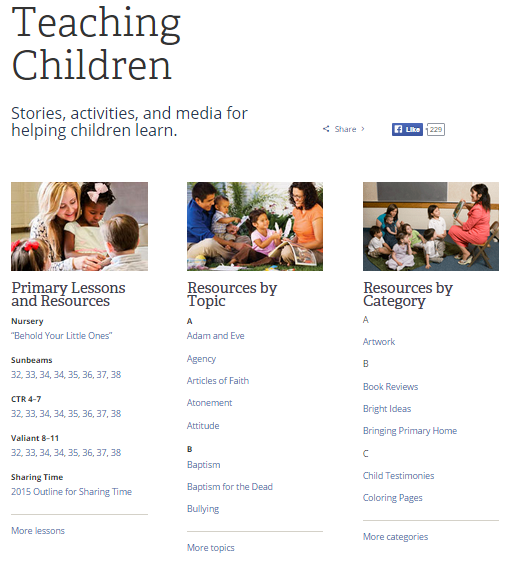 Teaching
Children
Stories, activities, and media for
helping children learn.
Share
Like
229
Primary Lessons
and Resources
Nursery
“Behold Your Little Ones”
Sunbeams
32, 33, 34, 34, 35, 36, 37, 38
CTR 4–7
32, 33, 34, 34, 35, 36, 37, 38
Valiant 8–11
32, 33, 34, 34, 35, 36, 37, 38
Sharing Time
2015 Outline for Sharing Time
More lessons
Resources by
Topic
A
Adam and Eve
Agency
Articles of Faith
Atonement
Attitude
B
Baptism
Baptism for the Dead
Bullying
More topics
Resources by
Category
A
Artwork
B
Book Reviews
Bright Ideas
Bringing Primary Home
C
Child Testimonies
Coloring Pages
More categories